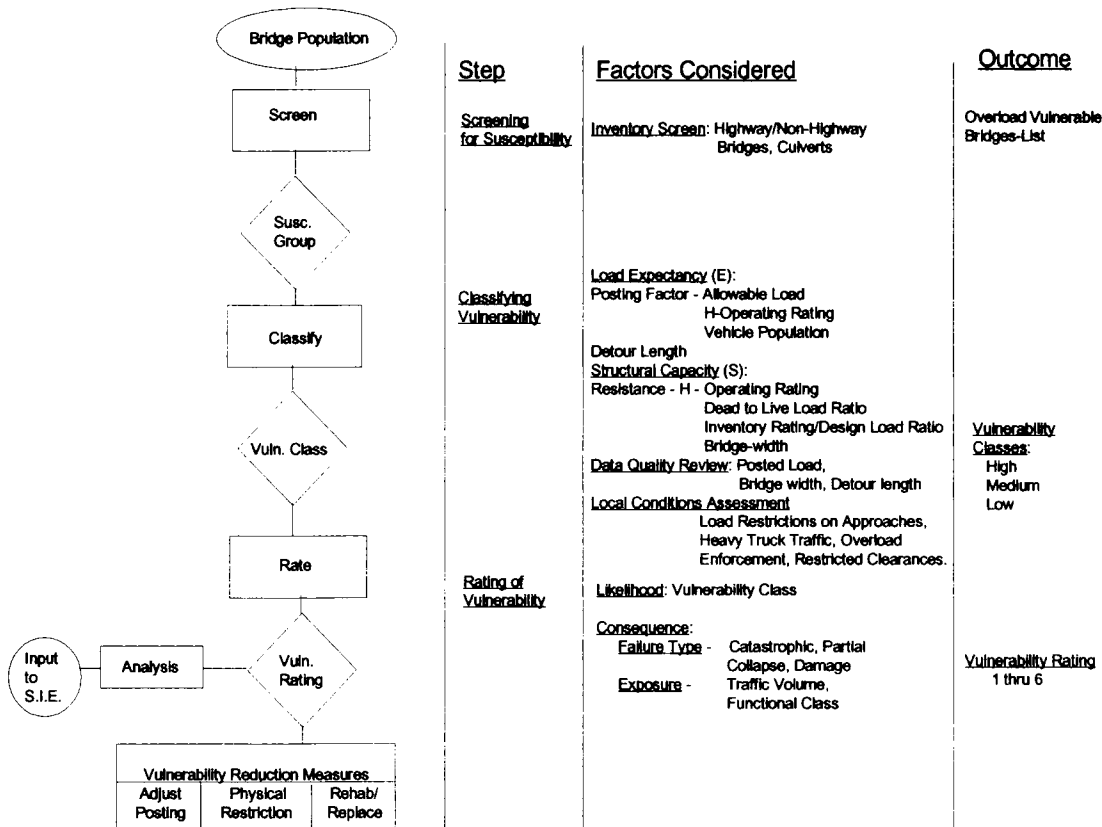 Bridge Population
Screen
Susc.
Group
Classify
Vuln. Class
Rate
Input
to
S.I.E.
Analysis
Vuln.
Rating
Vulnerability Reduction Measures
Adjust
Posting
Physical
Restriction
Rehab/
Replace
Step
Screening
for Susceptibility
Classifying
Vulnerability
Rating of
Vulnerability
Factors Considered
Inventory Screen: Highway/Non-Highway
Bridges, Culverts
Load Expectancy (E):
Posting Factor - Allowable Load
H-Operating Rating
Vehicle Population
Detour Length
Structural Capacity (S):
Resistance - H - Operating Rating
Dead to Live Load Ratio
Inventory Rating/Design Load Ratio
Bridge-width
Data Quality Review: Posted Load,
Bridge width, Detour length
Local Conditions Assessment
Load Restrictions on Approaches,
Heavy Truck Traffic, Overload
Enforcement, Restricted Clearances.
Likelihood: Vulnerability Class
Consequence:
Failure Type - Catastrophic, Partial
Collapse, Damage
Exposure - Traffic Volume,
Functional Class
Outcome
Overload Vulnerable
Bridges-List
Vulnerability
Classes:
High
Medium
Low
Vulnerability Rating
1 thru 6